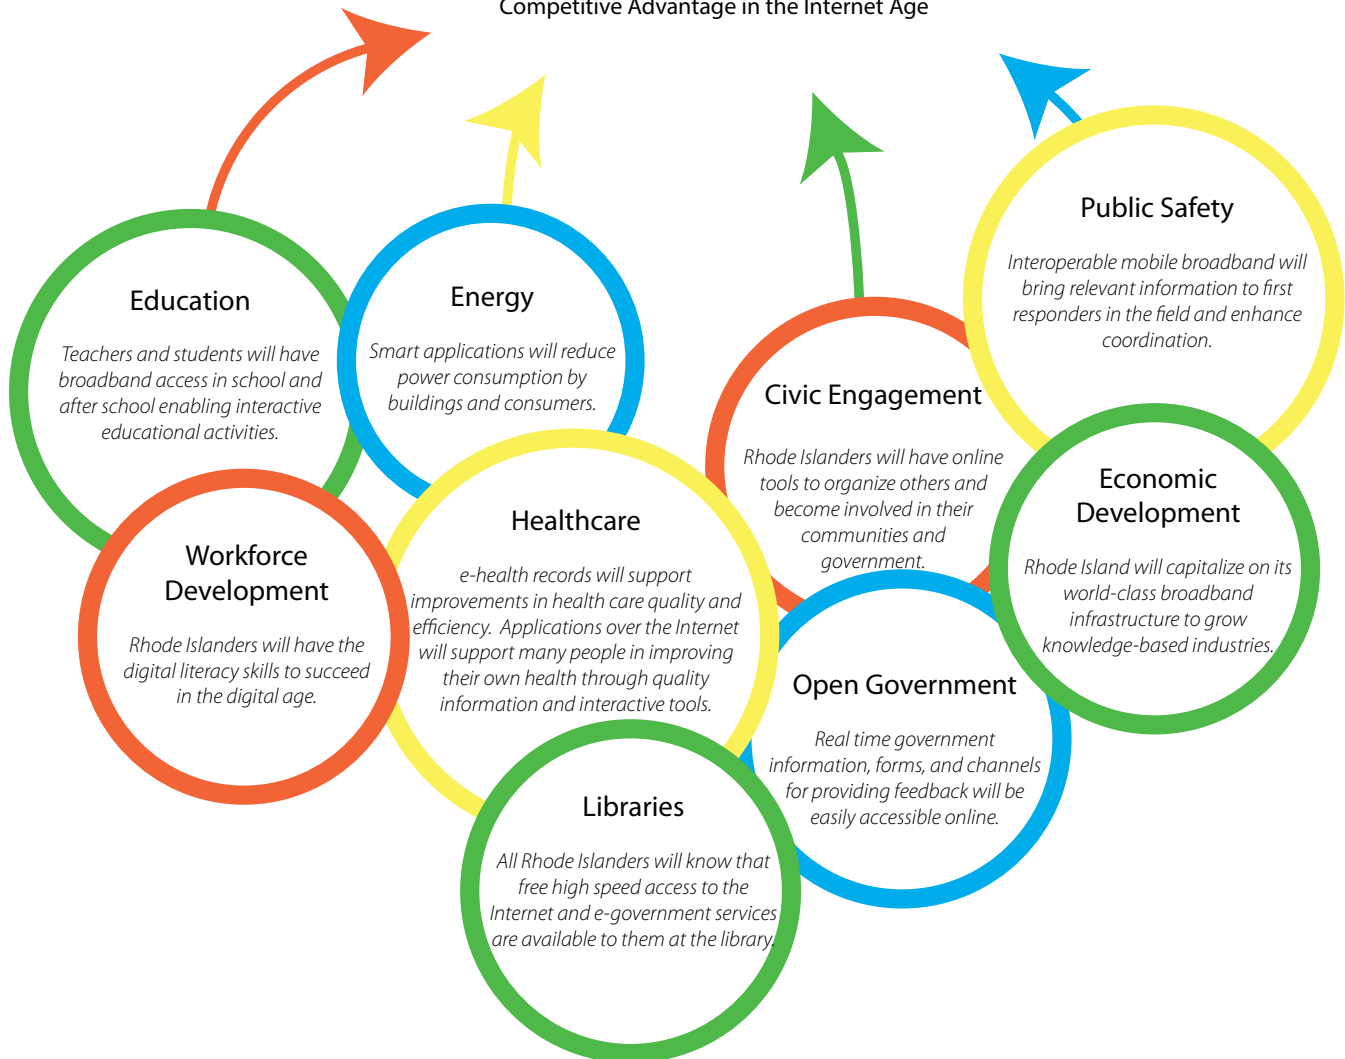 Competitive Advantage in the Internet Age
Public Safety
Interoperable mobile broadband will
bring relevant information to first
responders in the field and enhance
coordination.
Education
Teachers and students will have
broadband access in school and
after school enabling interactive
educational activities.
Energy
Smart applications will reduce
power consumption by
buildings and consumers.
Civic Engagement
Rhode Islanders will have online
tools to organize others and
become involved in their
communities and
government.
Economic
Development
Rhode Island will capitalize on its
world-class broadband
infrastructure to grow
knowledge-based industries.
Healthcare
e-health records will support
improvements in health care quality and
efficiency.  Applications over the Internet
will support many people in improving
their own health through quality
information and interactive tools.
Workforce
Development
Rhode Islanders will have the
digital literacy skills to succeed
in the digital age.
Open Government
Real time government
information, forms, and channels
for providing feedback will be
easily accessible online.
Libraries
All Rhode Islanders will know that
free high speed access to the
Internet and e-government services
are available to them at the library.